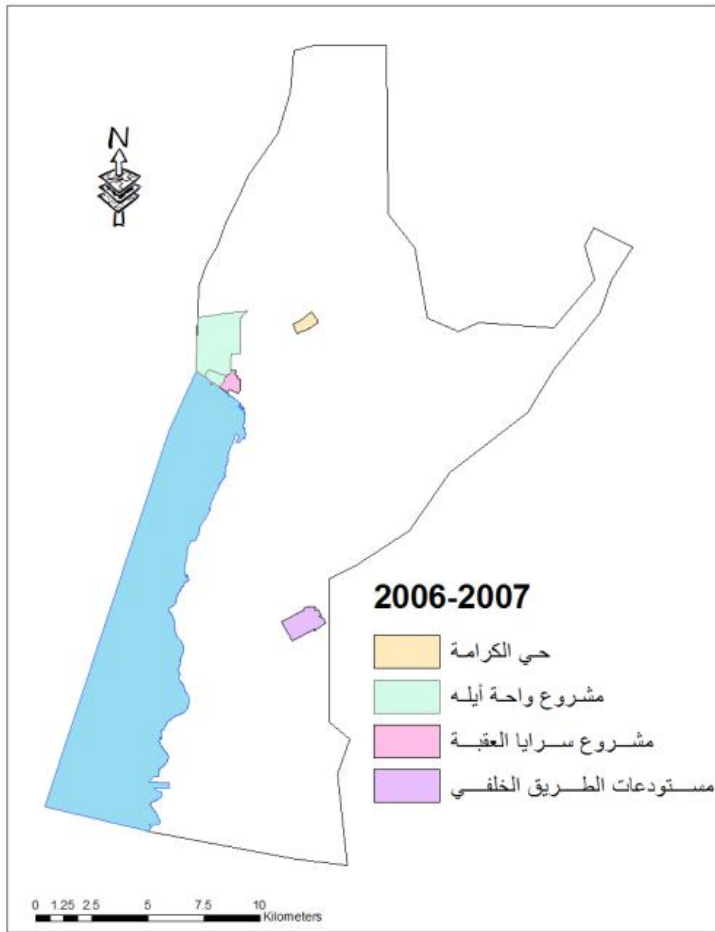 N
2006-2007
حي الكرامة
مشروع واحة أيله
مشروع سرايا العقبة
مستودعات الطريق الخلفي
0 1.25 2.5 5 7.5 10
Kilometers